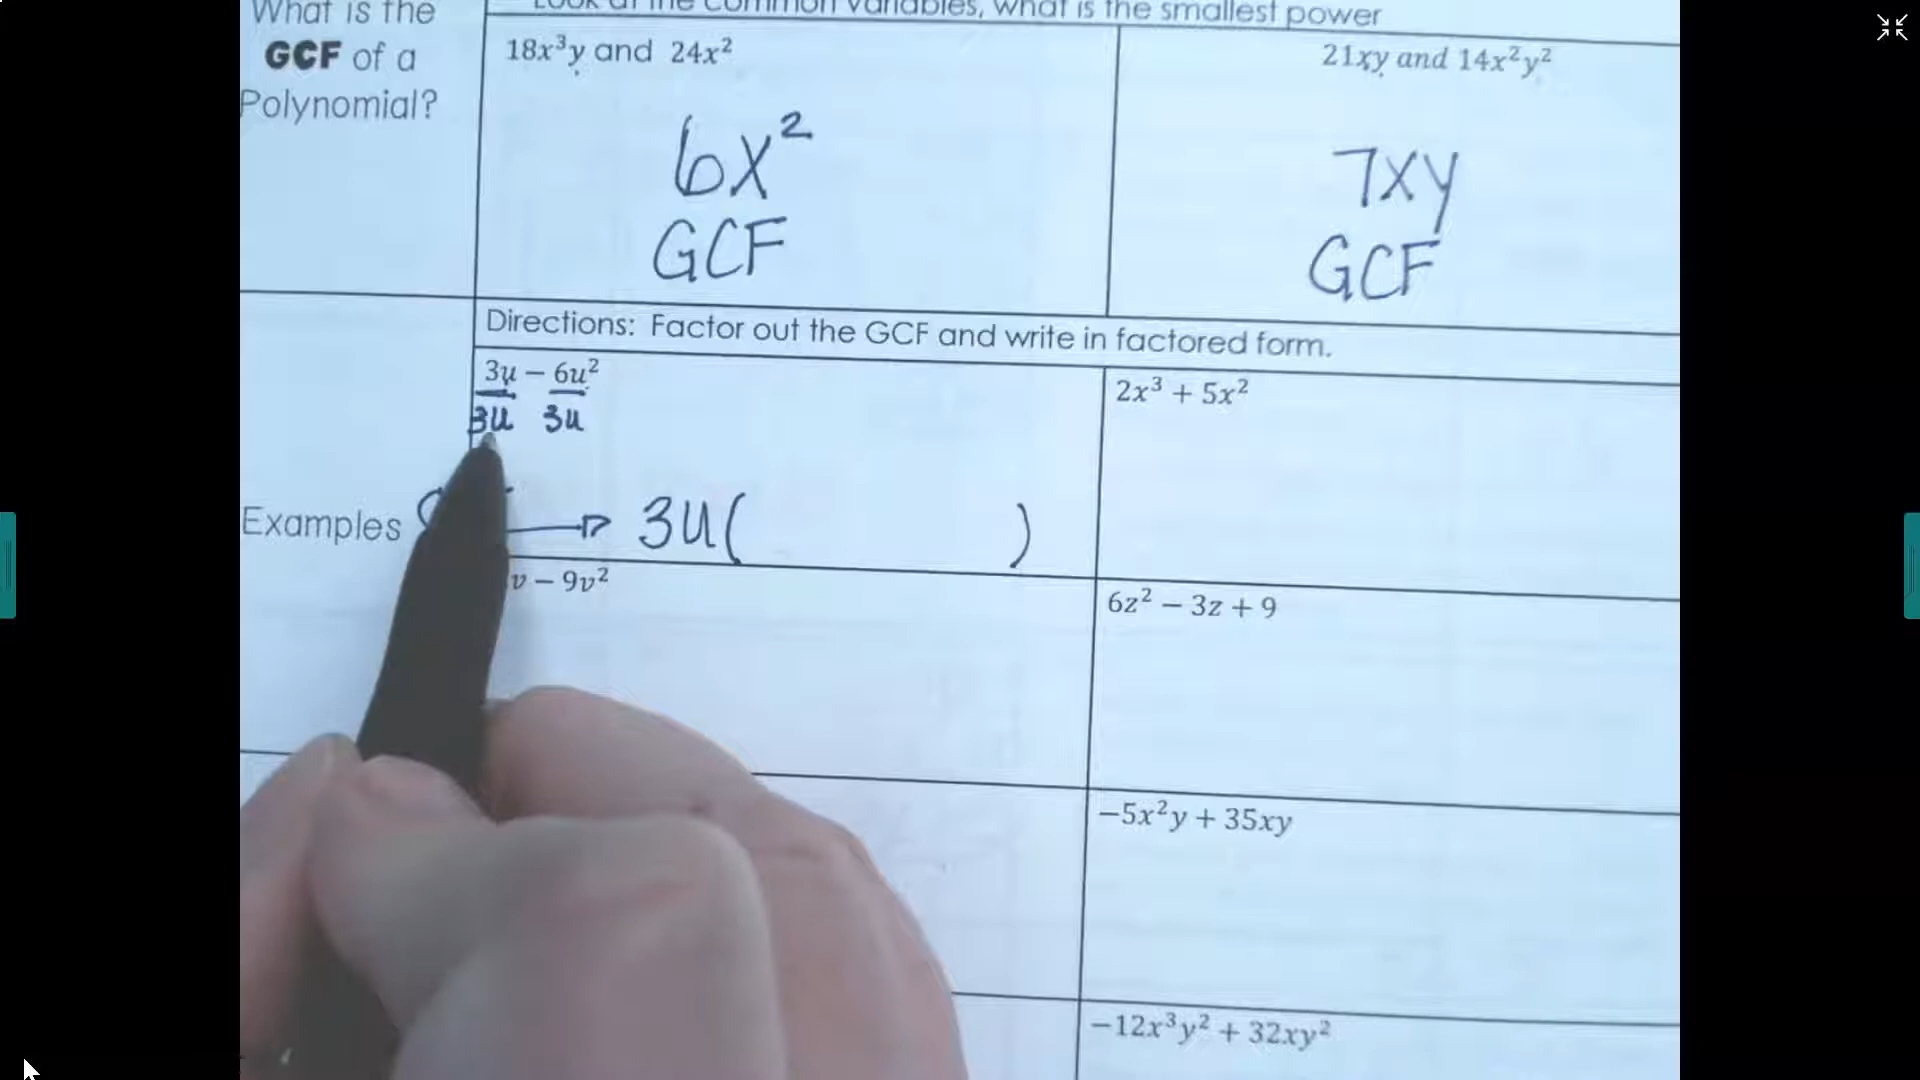 What is the
GCF of a
Polynomial?
Look at the common variables, what is the smallest power
18x³y and 24x²
6x²
GCF
21xy and 14x²y²
7xy
GCF
Directions: Factor out the GCF and write in factored form.
Examples
3u − 6u²
3u 3u
3u( )
2x³ + 5x²
v − 9v²
6z² − 3z + 9
−5x²y + 35xy
−12x³y² + 32xy²